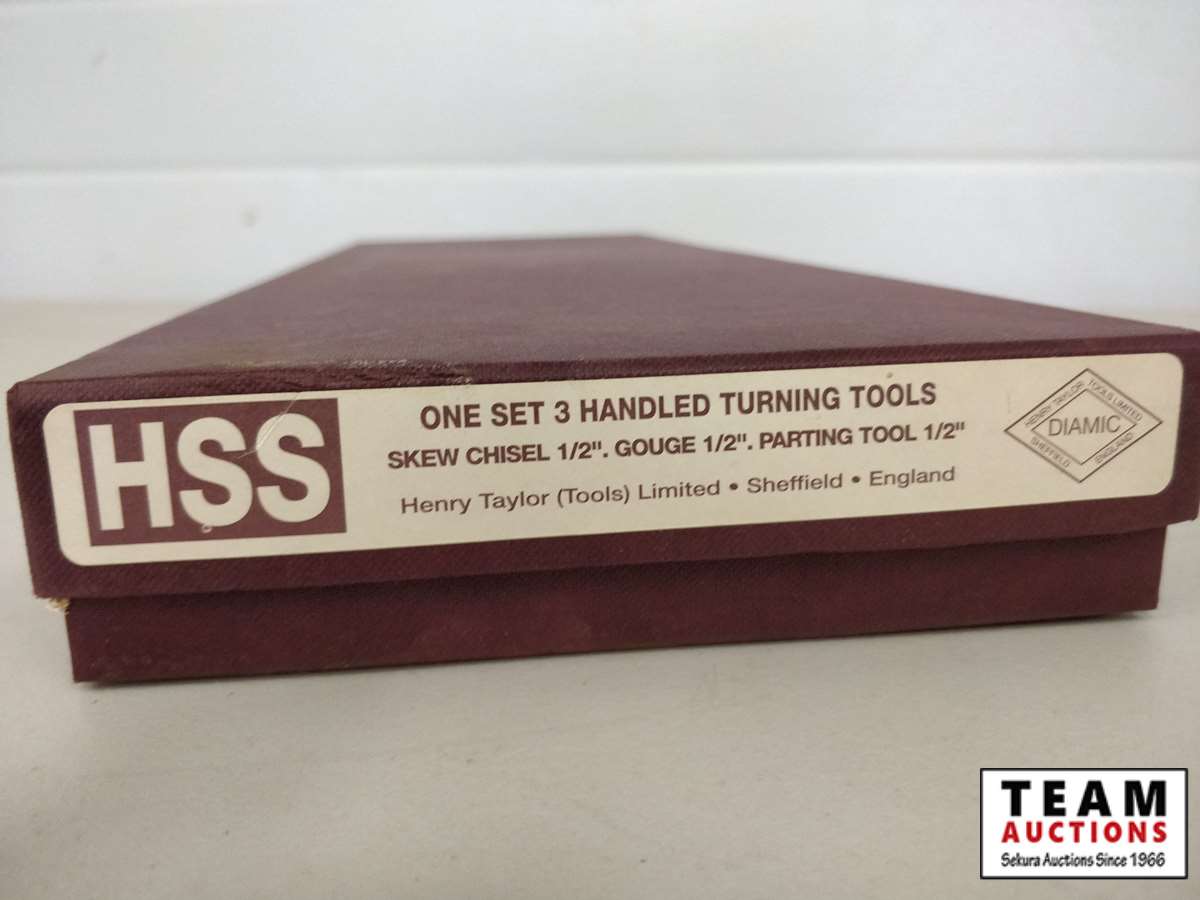 HSS
ONE SET 3 HANDLED TURNING TOOLS
SKEW CHISEL 1/2". GOUGE 1/2". PARTING TOOL 1/2"
Henry Taylor (Tools) Limited • Sheffield • England
HENRY TAYLOR TOOLS LIMITED
DIAMIC
SHEFFIELD ENGLAND
TEAM
AUCTIONS
Sekura Auctions Since 1966